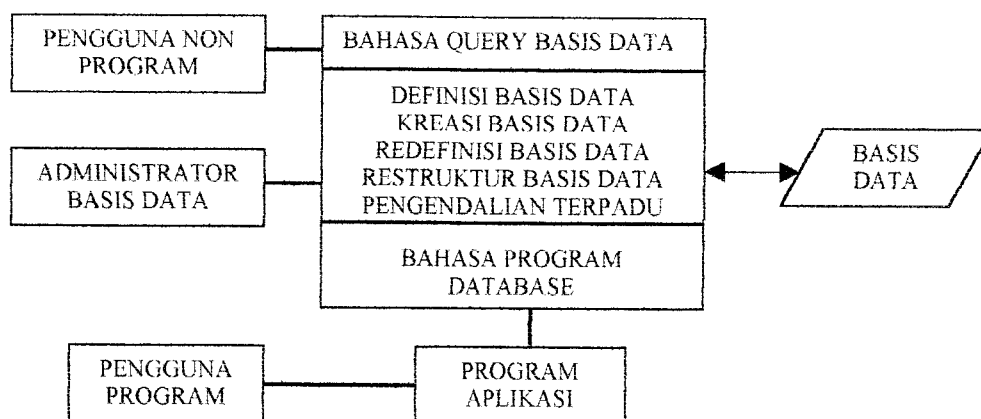 PENGGUNA NON
PROGRAM
BAHASA QUERY BASIS DATA
DEFINISI BASIS DATA
KREASI BASIS DATA
REDEFINISI BASIS DATA
RESTRUKTUR BASIS DATA
PENGENDALIAN TERPADU
ADMINISTRATOR
BASIS DATA
BASIS
DATA
BAHASA PROGRAM
DATABASE
PENGGUNA
PROGRAM
PROGRAM
APLIKASI